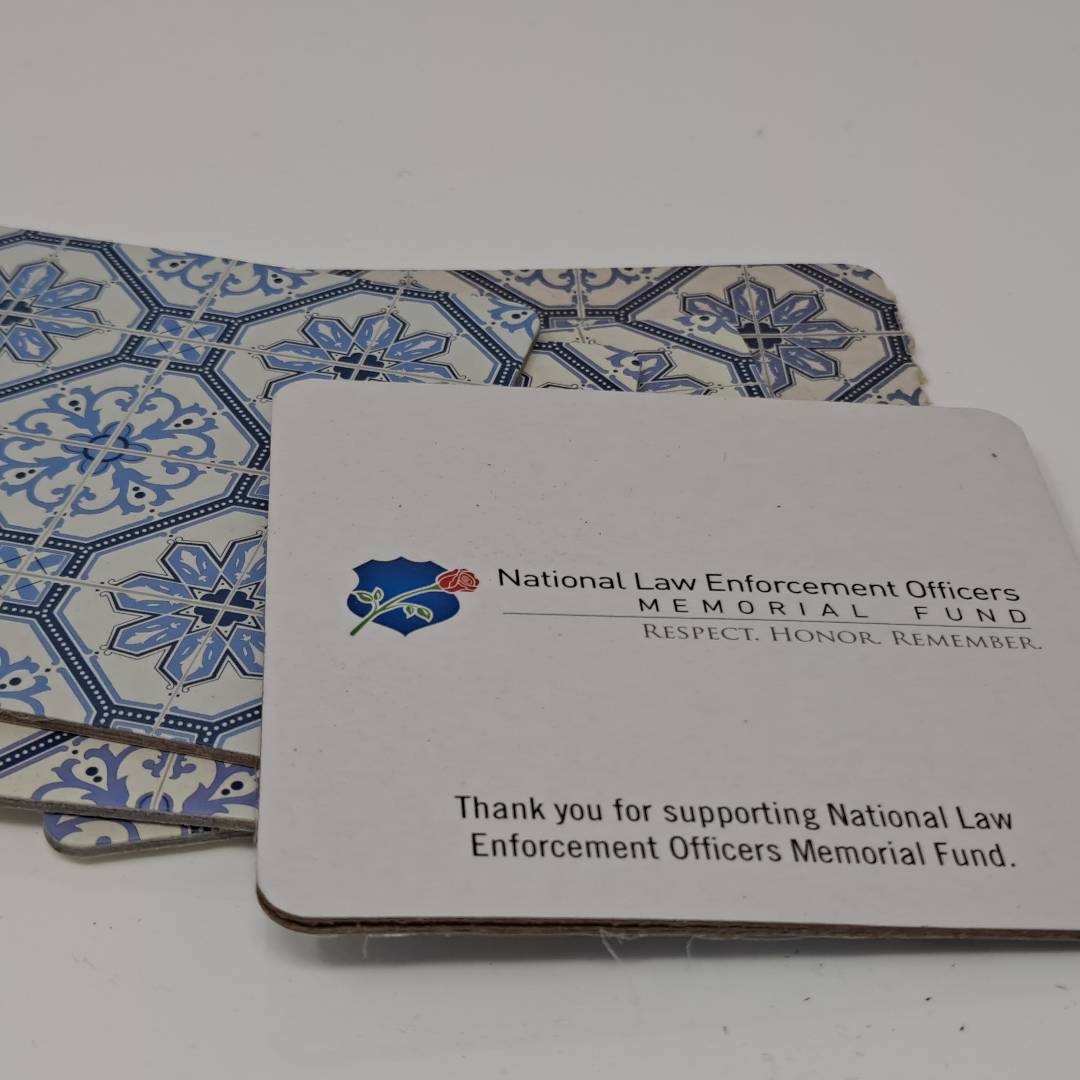 National Law Enforcement Officers
MEMORIAL FUND
RESPECT. HONOR. REMEMBER.
Thank you for supporting National Law
Enforcement Officers Memorial Fund.